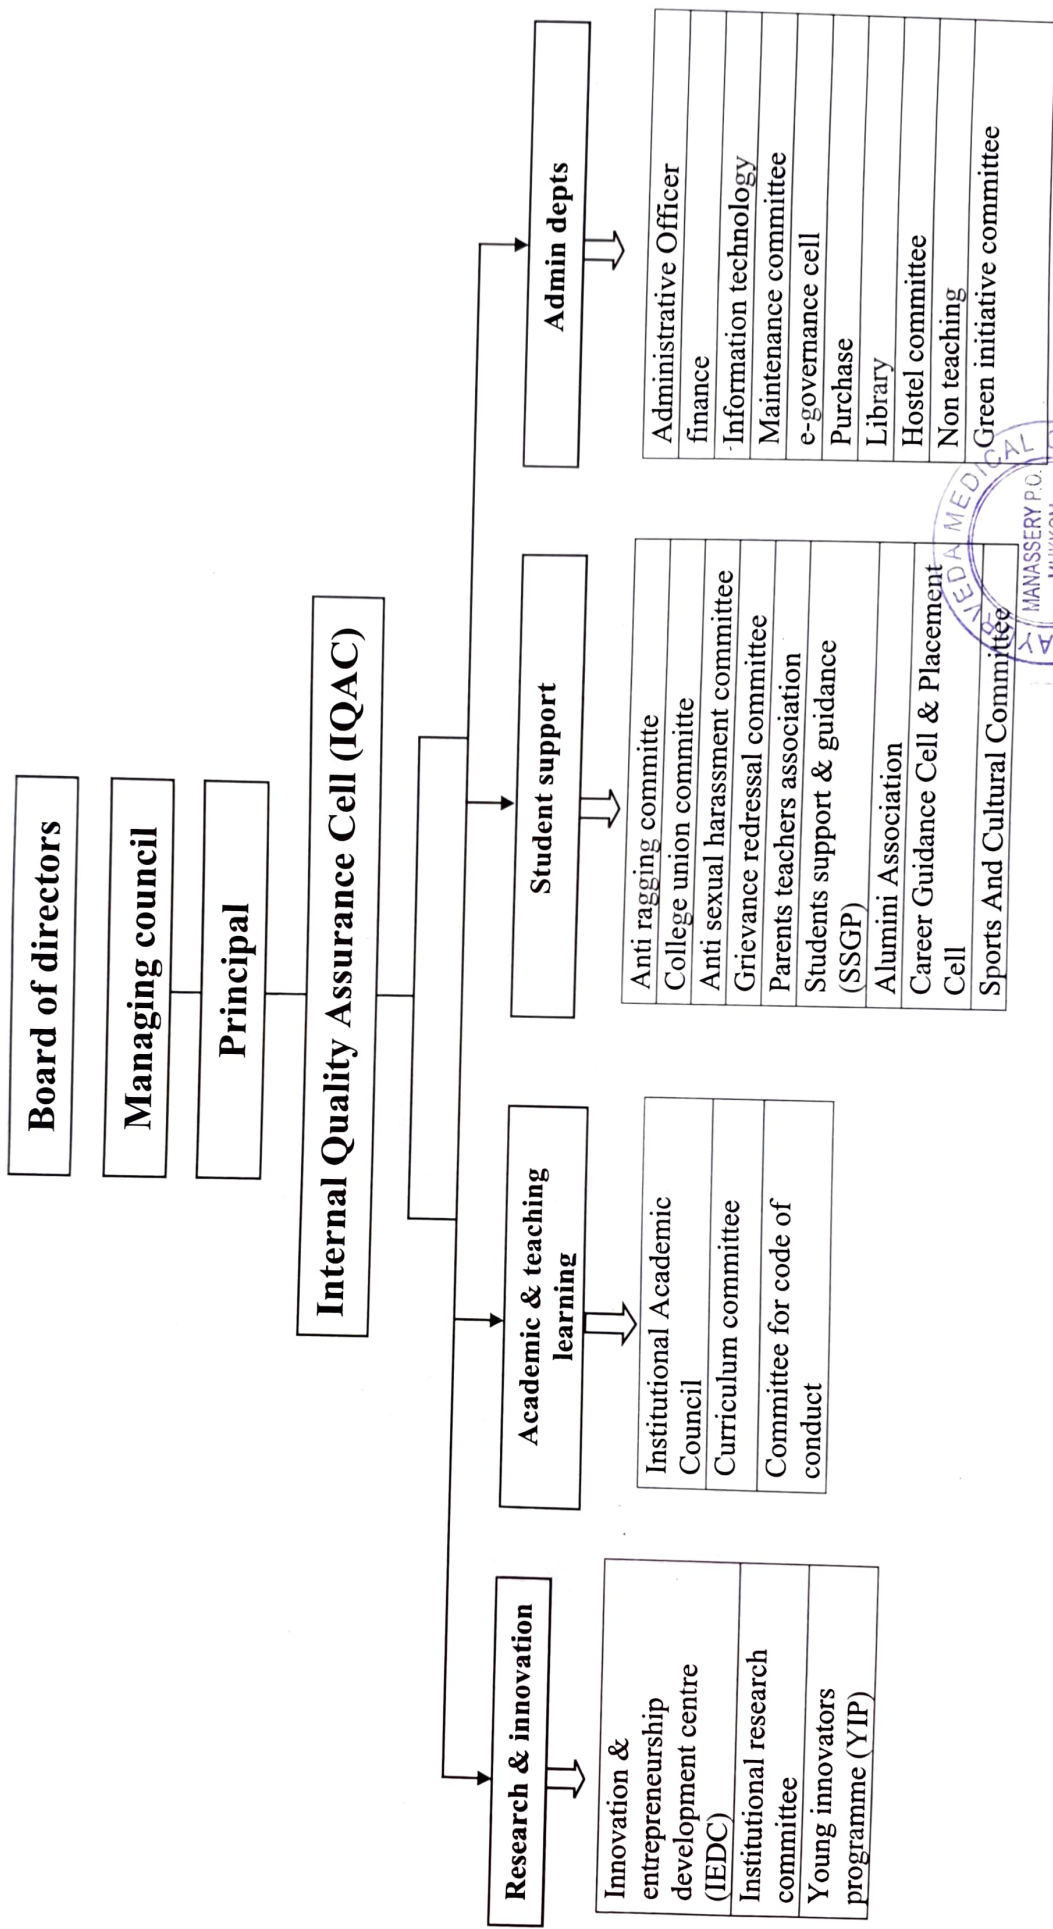 Board of directors
Managing council
Principal
Internal Quality Assurance Cell (IQAC)
Research & innovation
Innovation &
entrepreneurship
development centre
(IEDC)
Institutional research
committee
Young innovators
programme (YIP)
Academic & teaching
learning
Institutional Academic
Council
Curriculum committee
Committee for code of
conduct
Student support
Anti ragging committe
College union committe
Anti sexual harassment committee
Grievance redressal committee
Parents teachers association
Students support & guidance
(SSGP)
Alumini Association
Career Guidance Cell & Placement
Cell
Sports And Cultural Committee
Admin depts
Administrative Officer
finance
Information technology
Maintenance committee
e-governance cell
Purchase
Library
Hostel committee
Non teaching
Green initiative committee
MEDICAL
MANASSERY P.O.